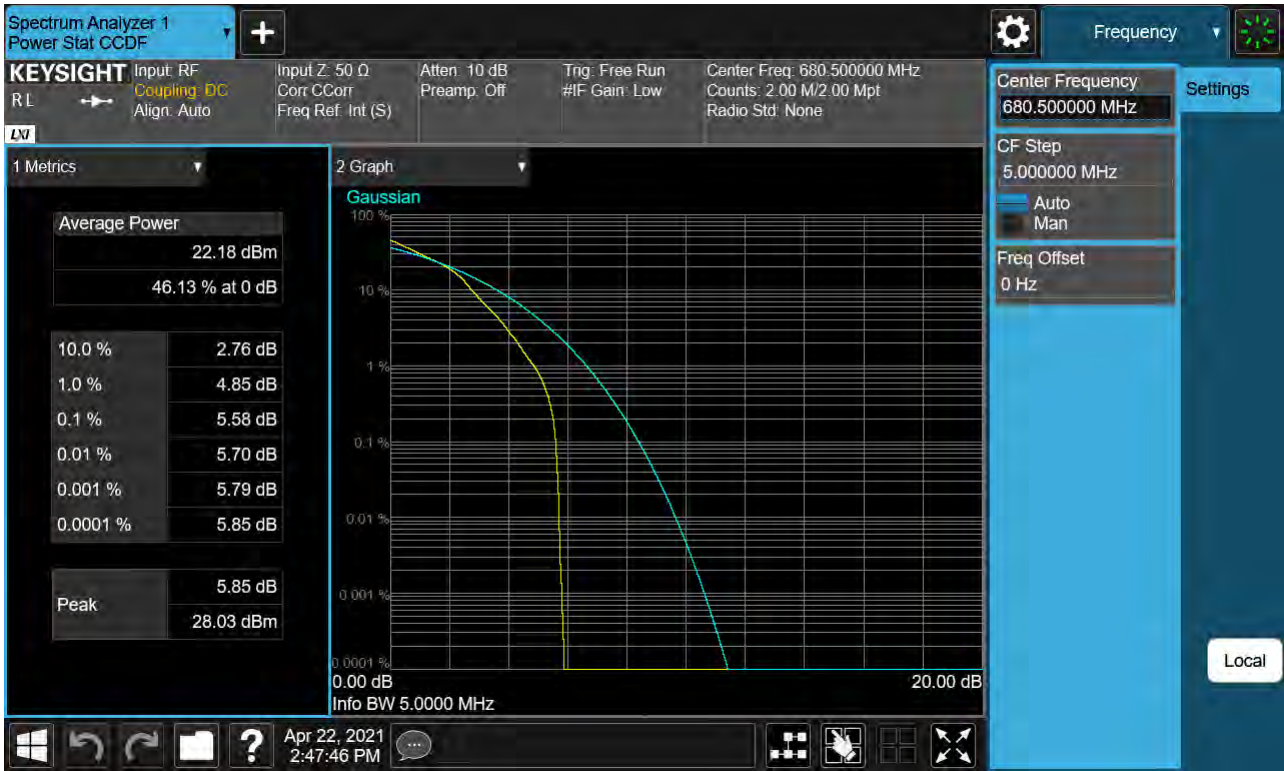 Spectrum Analyzer 1
Power Stat CCDF
Frequency
KEYSIGHT
R L
LXI
Input: RF
Coupling: DC
Align: Auto
Input Z: 50 Ω
Corr CCorr
Freq Ref: Int (S)
Atten: 10 dB
Preamp: Off
Trig: Free Run
#IF Gain: Low
Center Freq: 680.500000 MHz
Counts: 2.00 M/2.00 Mpt
Radio Std: None
Center Frequency
680.500000 MHz
Settings
CF Step
5.000000 MHz
Auto
Man
Freq Offset
0 Hz
1 Metrics
Average Power
22.18 dBm
46.13 % at 0 dB
10.0 % 2.76 dB
1.0 % 4.85 dB
0.1 % 5.58 dB
0.01 % 5.70 dB
0.001 % 5.79 dB
0.0001 % 5.85 dB
Peak
5.85 dB
28.03 dBm
2 Graph
Gaussian
100 %
10 %
1 %
0.1 %
0.01 %
0.001 %
0.0001 %
0.00 dB 20.00 dB
Info BW 5.0000 MHz
Local
?
Apr 22, 2021
2:47:46 PM